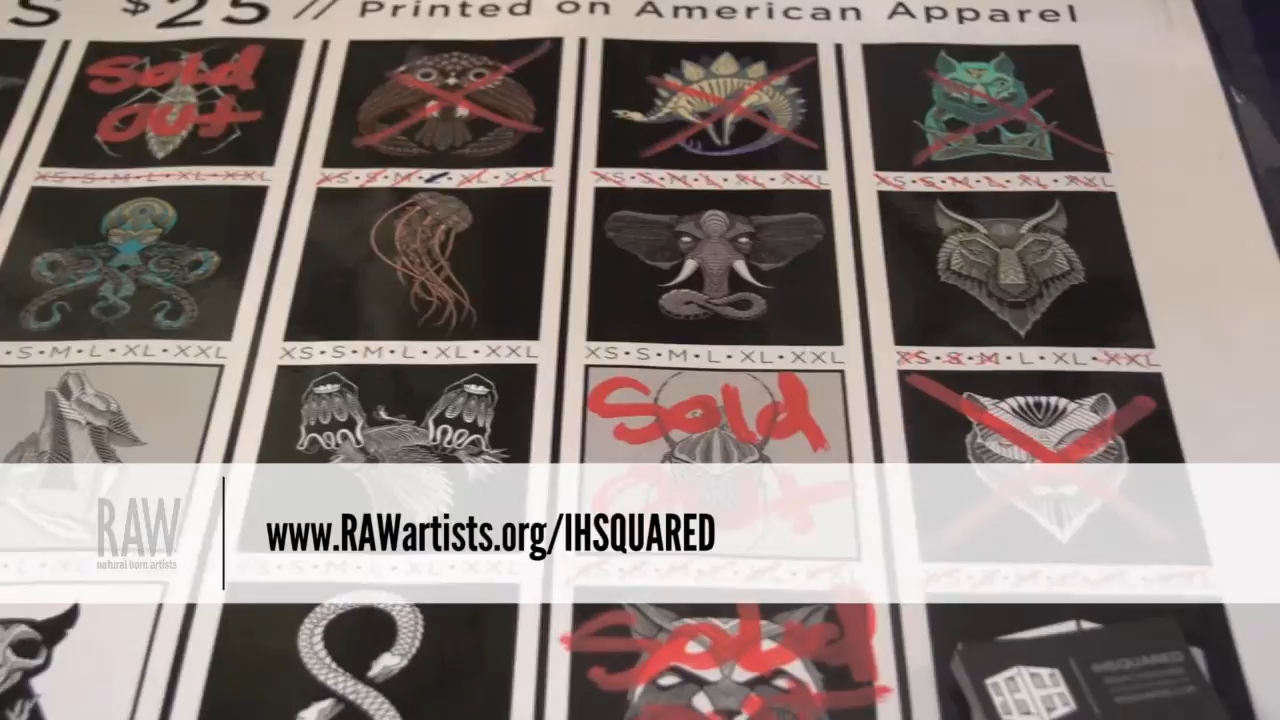 S $25 // Printed on American Apparel
Sold
out
XS•S•M•L•XL•XXL
XS•S•M•L•XL•XXL
XS•S•M•L•XL•XXL
XS•S•M•L•XL•XXL
•S•M•L•XL•XXL
XS•S•M•L•XL•XXL
XS•S•M•L•XL•XXL
XS•S•M•L•XL•XXL
Sold
out
RAW
natural born artists
www.RAWartists.org/IHSQUARED
Sold
IHSQUARED